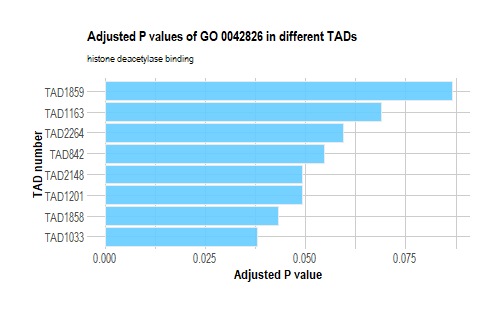 Adjusted P values of GO 0042826 in different TADs
histone deacetylase binding
TAD number
TAD1859
TAD1163
TAD2264
TAD842
TAD2148
TAD1201
TAD1858
TAD1033
0.000 0.025 0.050 0.075
Adjusted P value